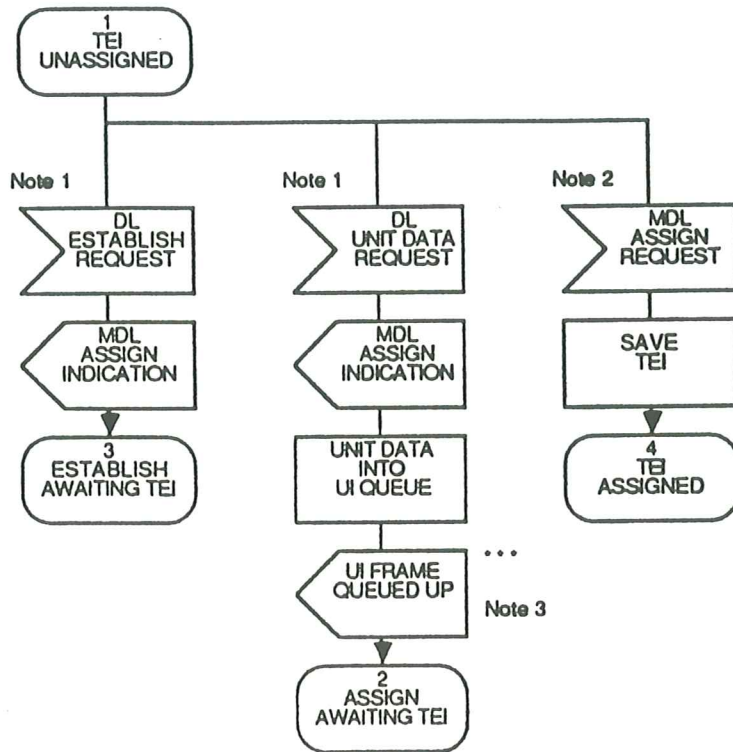 1
TEI
UNASSIGNED
Note 1
Note 1
Note 2
DL
ESTABLISH
REQUEST
DL
UNIT DATA
REQUEST
MDL
ASSIGN
REQUEST
MDL
ASSIGN
INDICATION
MDL
ASSIGN
INDICATION
SAVE
TEI
3
ESTABLISH
AWAITING TEI
UNIT DATA
INTO
UI QUEUE
4
TEI
ASSIGNED
UI FRAME
QUEUED UP
...
Note 3
2
ASSIGN
AWAITING TEI